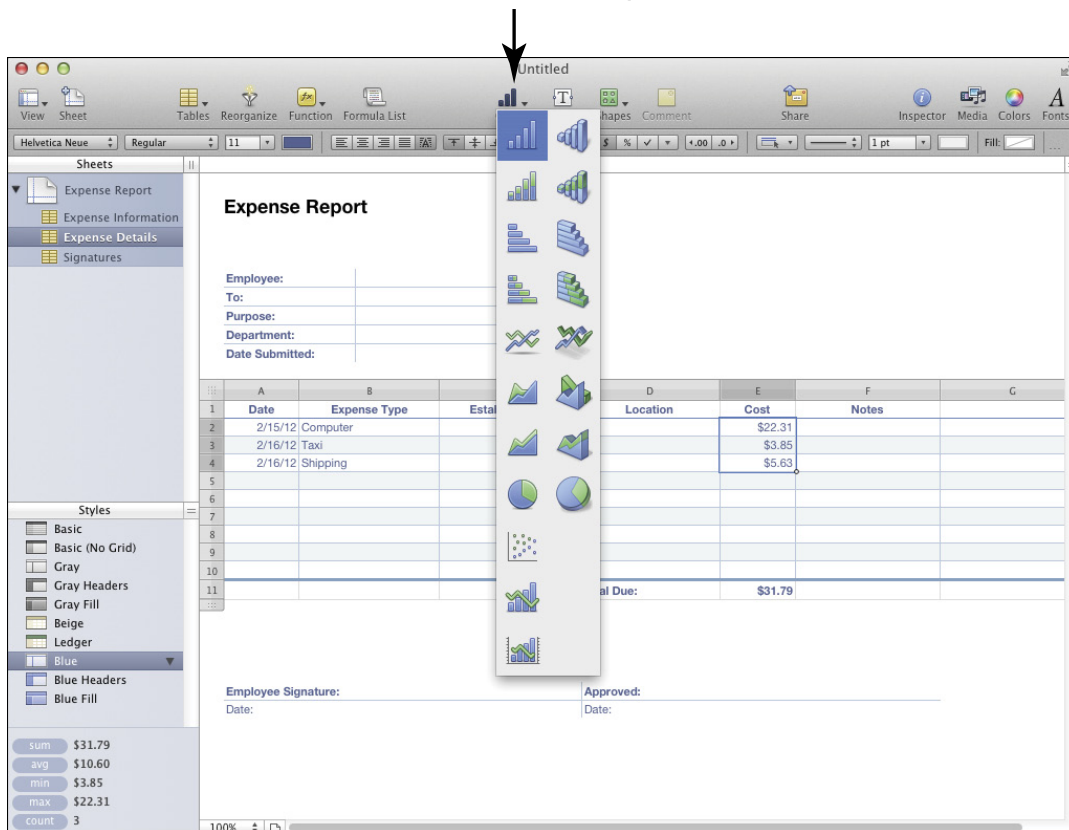 Untitled
View Sheet Tables Reorganize Function Formula List T Shapes Comment Share Inspector Media Colors Fonts
Helvetica Neue Regular 11 $ % +.00 .0 1 pt Fill:
Sheets
Expense Report
Expense Information
Expense Details
Signatures
Styles
Basic
Basic (No Grid)
Gray
Gray Headers
Gray Fill
Beige
Ledger
Blue
Blue Headers
Blue Fill
sum $31.79
avg $10.60
min $3.85
max $22.31
count 3
Expense Report
Employee:
To:
Purpose:
Department:
Date Submitted:
A B D E F G
1 Date Expense Type Estal Location Cost Notes
2 2/15/12 Computer $22.31
3 2/16/12 Taxi $3.85
4 2/16/12 Shipping $5.63
5
6
7
8
9
10
11 al Due: $31.79
Employee Signature: Approved:
Date: Date:
100%